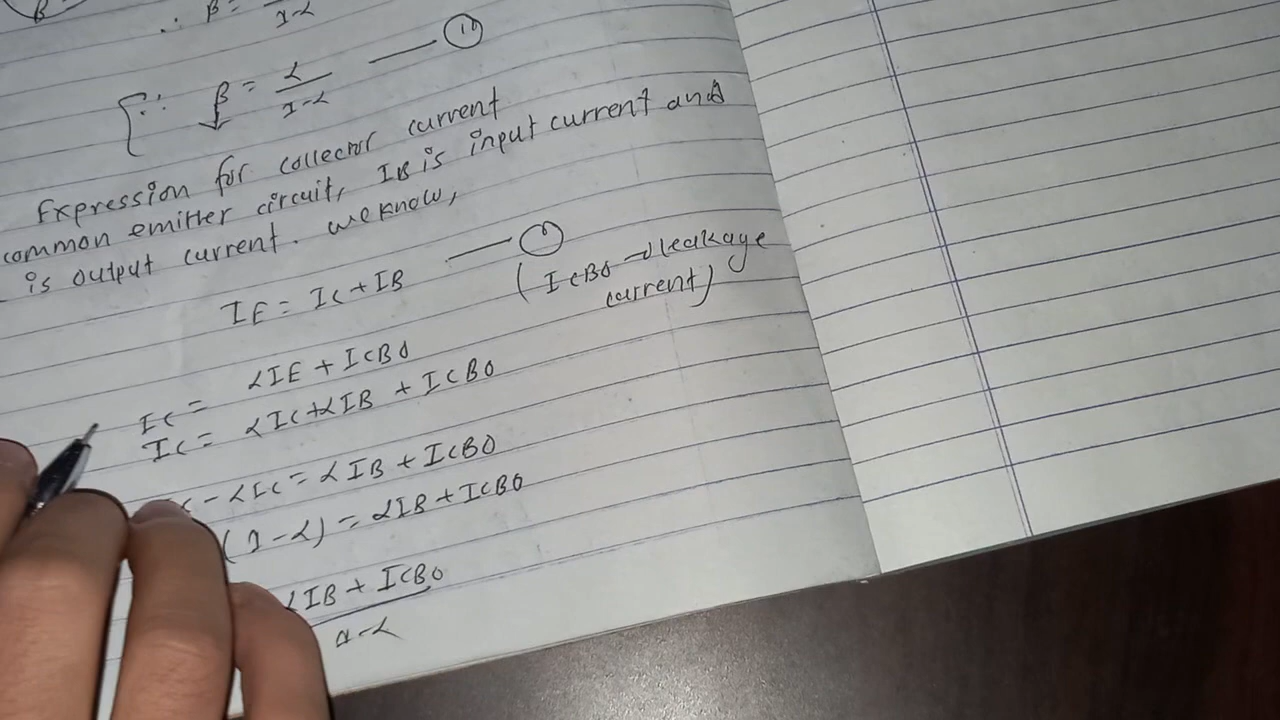 ∴ β =
1-α
{∵ β = α/1-α —— (11)
Expression for collector current
common emitter circuit, IB is input current and
is output current. we know,
IE = IC + IB —— (1)
(ICBO → leakage
current)
IC = αIE + ICBO
IC = αIC+αIB + ICBO
- αIC = αIB + ICBO
(1-α) = αIB + ICBO
αIB + ICBO
1-α